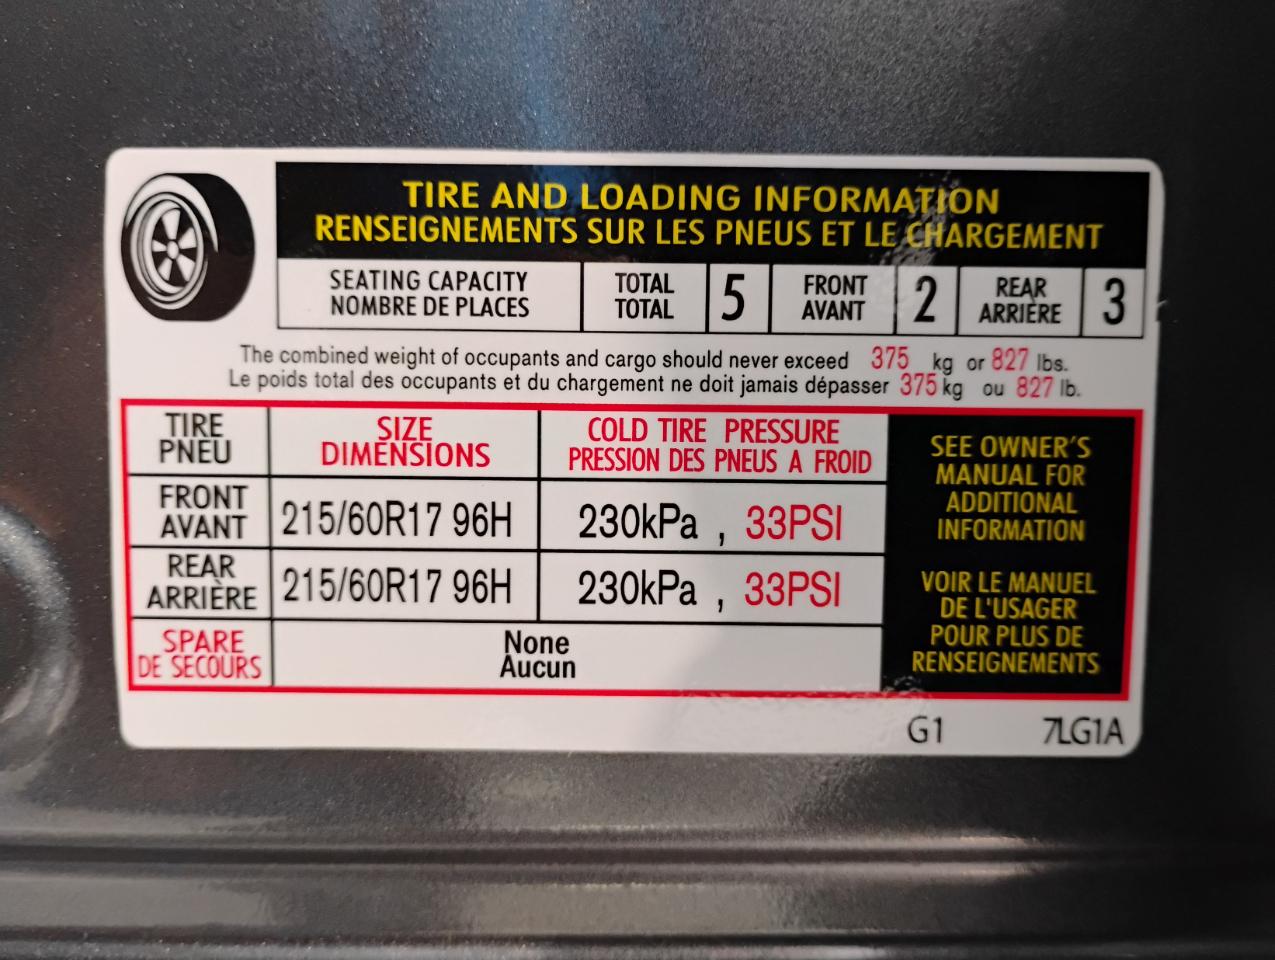 TIRE AND LOADING INFORMATION
RENSEIGNEMENTS SUR LES PNEUS ET LE CHARGEMENT
SEATING CAPACITY
NOMBRE DE PLACES
TOTAL
TOTAL
5
FRONT
AVANT
2
REAR
ARRIÈRE
3
The combined weight of occupants and cargo should never exceed 375 kg or 827 lbs.
Le poids total des occupants et du chargement ne doit jamais dépasser 375 kg ou 827 lb.
TIRE
PNEU
SIZE
DIMENSIONS
COLD TIRE PRESSURE
PRESSION DES PNEUS A FROID
FRONT
AVANT
215/60R17 96H
230kPa , 33PSI
REAR
ARRIÈRE
215/60R17 96H
230kPa , 33PSI
SPARE
DE SECOURS
None
Aucun
SEE OWNER'S
MANUAL FOR
ADDITIONAL
INFORMATION
VOIR LE MANUEL
DE L'USAGER
POUR PLUS DE
RENSEIGNEMENTS
G1 7LG1A